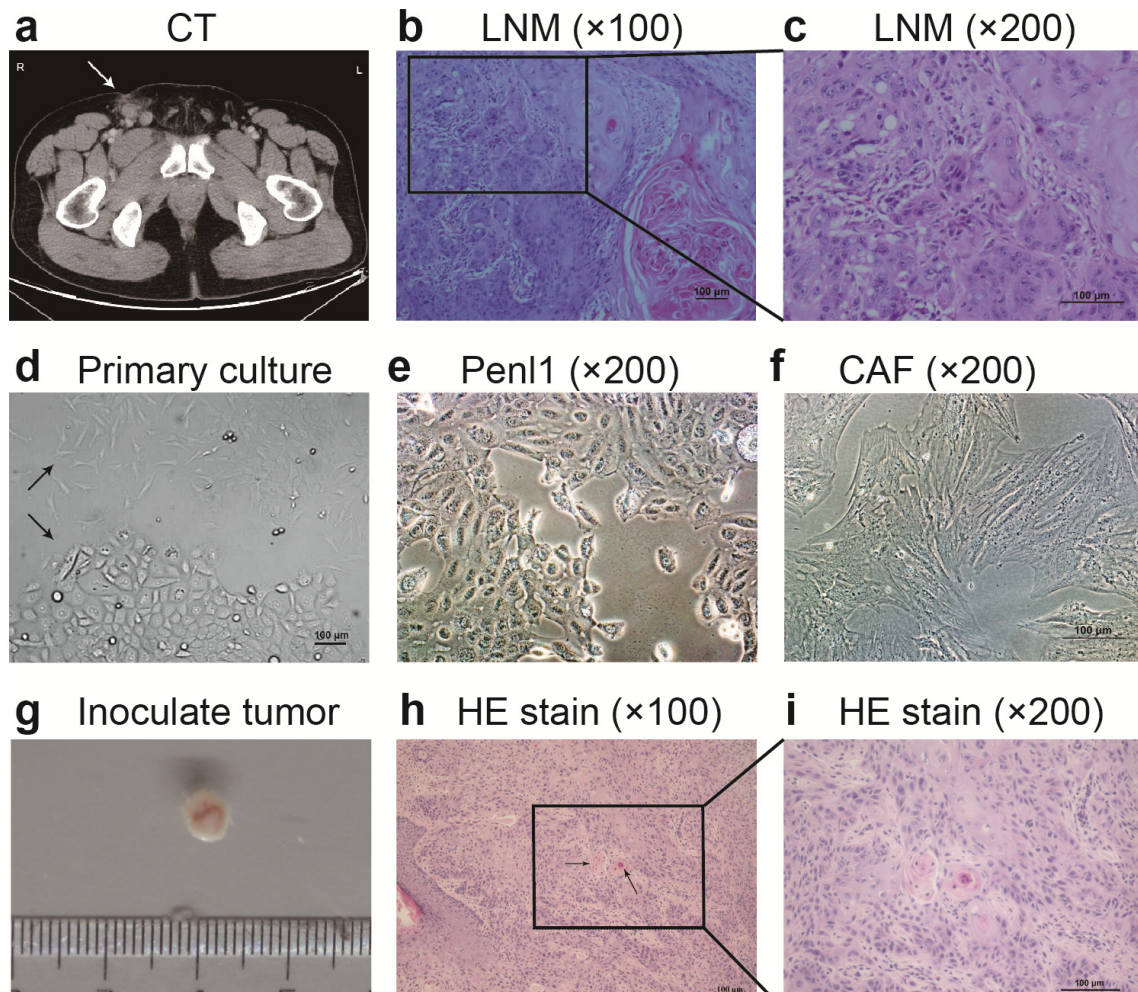 a CT
b LNM (×100)
c LNM (×200)
R
L
100 μm
100 μm
d Primary culture
e Penl1 (×200)
f CAF (×200)
100 μm
100 μm
g Inoculate tumor
h HE stain (×100)
i HE stain (×200)
100 μm
100 μm